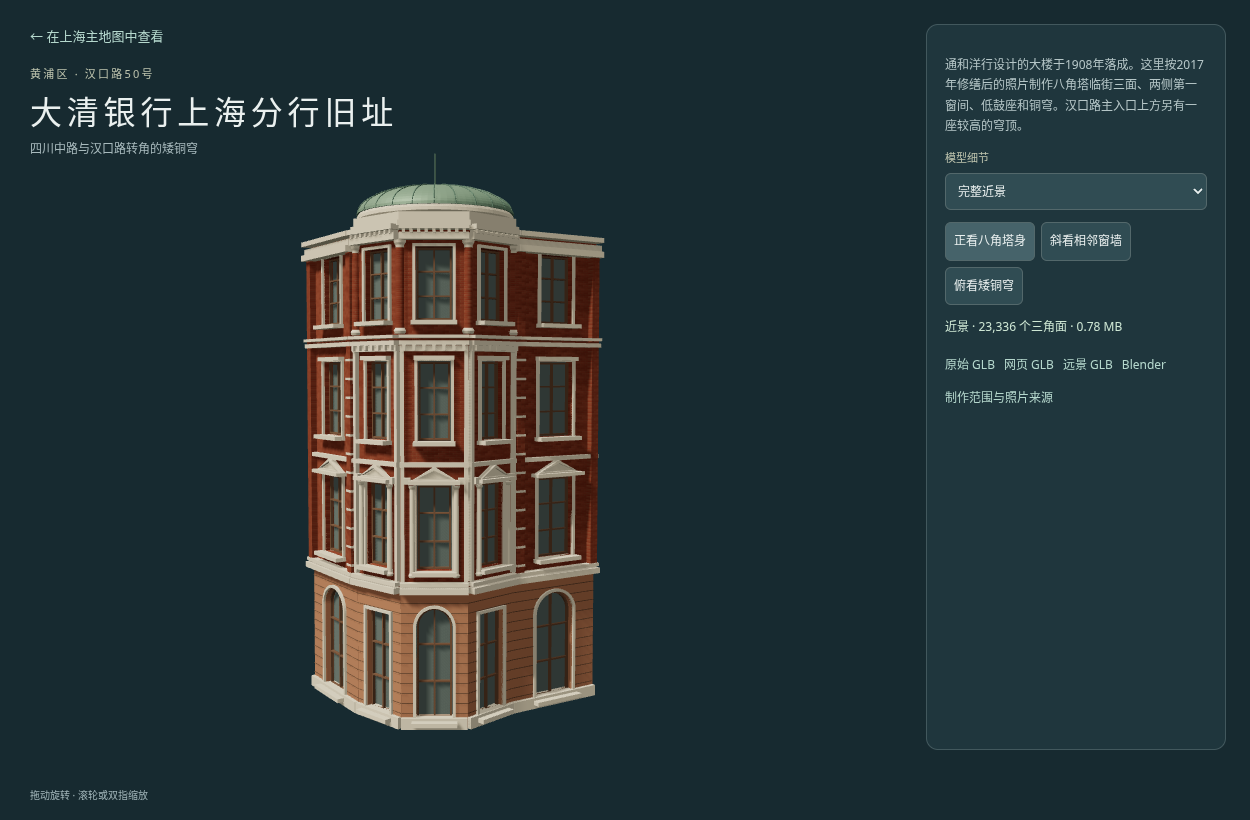 ← 在上海主地图中查看
黄浦区 · 汉口路50号
大清银行上海分行旧址
四川中路与汉口路转角的矮铜穹
通和洋行设计的大楼于1908年落成。这里按2017
年修缮后的照片制作八角塔临街三面、两侧第一
窗间、低鼓座和铜穹。汉口路主入口上方另有一
座较高的穹顶。
模型细节
完整近景
正看八角塔身 斜看相邻窗墙
俯看矮铜穹
近景 · 23,336 个三角面 · 0.78 MB
原始 GLB 网页 GLB 远景 GLB Blender
制作范围与照片来源
拖动旋转 · 滚轮或双指缩放